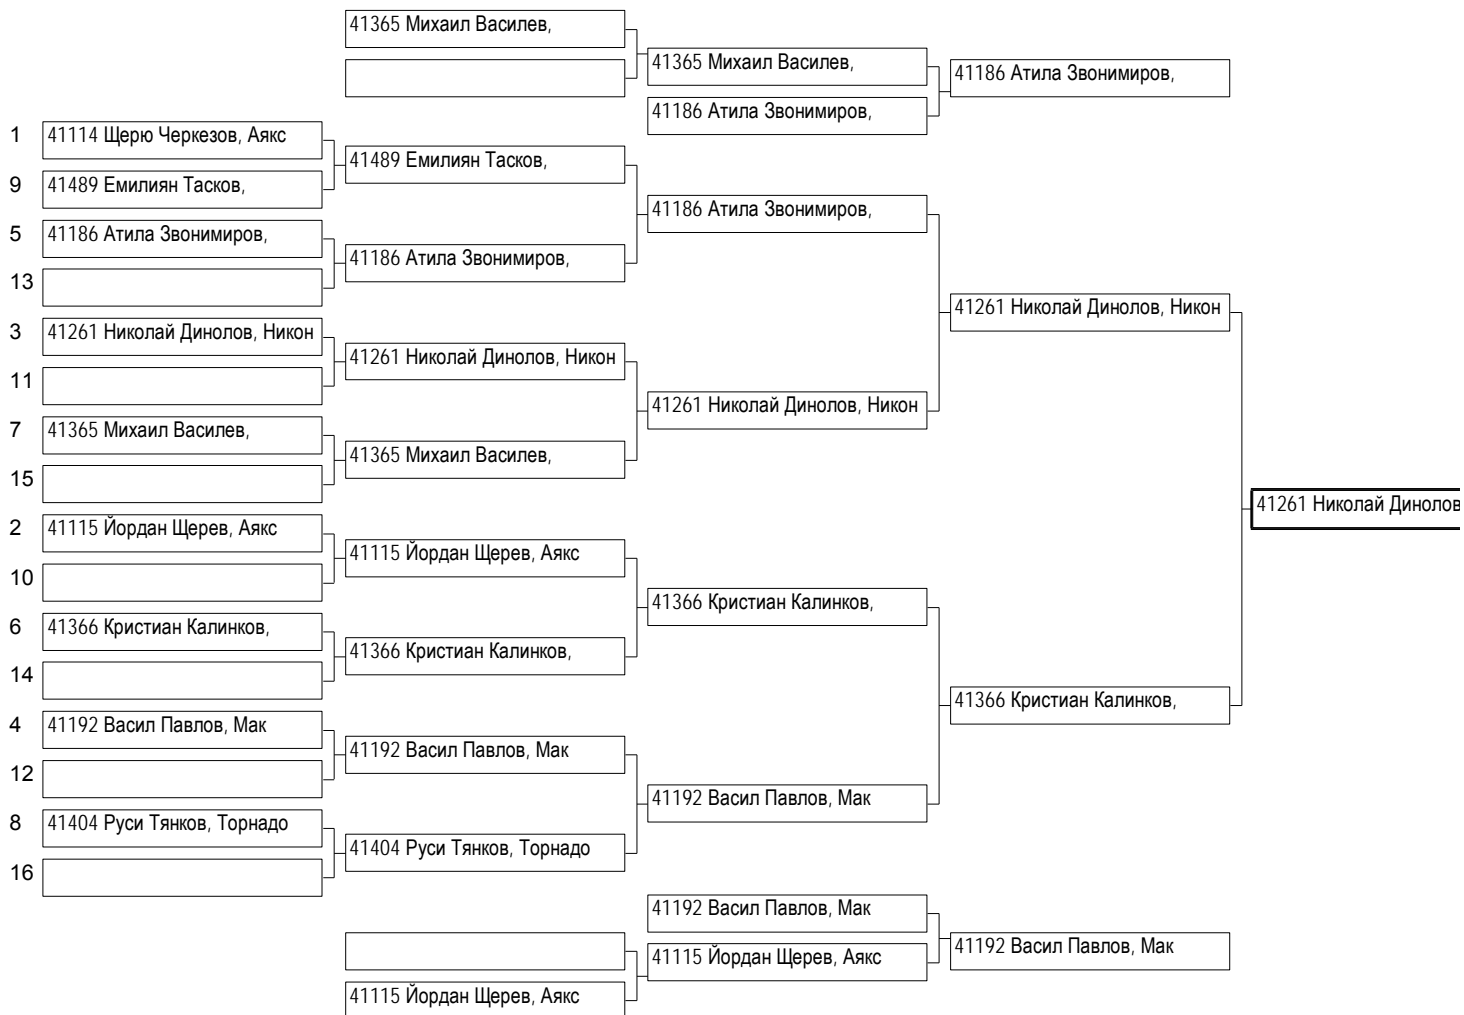 41365 Михаил Василев,
41365 Михаил Василев,
41186 Атила Звонимиров,
41186 Атила Звонимиров,
1 41114 Щерю Черкезов, Аякс
41489 Емилиян Тасков,
9 41489 Емилиян Тасков,
41186 Атила Звонимиров,
5 41186 Атила Звонимиров,
41186 Атила Звонимиров,
13
41261 Николай Динолов, Никон
3 41261 Николай Динолов, Никон
41261 Николай Динолов, Никон
11
41261 Николай Динолов, Никон
7 41365 Михаил Василев,
41365 Михаил Василев,
15
41261 Николай Динолов
2 41115 Йордан Щерев, Аякс
41115 Йордан Щерев, Аякс
10
41366 Кристиан Калинков,
6 41366 Кристиан Калинков,
41366 Кристиан Калинков,
14
41366 Кристиан Калинков,
4 41192 Васил Павлов, Мак
41192 Васил Павлов, Мак
12
41192 Васил Павлов, Мак
8 41404 Руси Тянков, Торнадо
41404 Руси Тянков, Торнадо
16
41192 Васил Павлов, Мак
41192 Васил Павлов, Мак
41115 Йордан Щерев, Аякс
41115 Йордан Щерев, Аякс